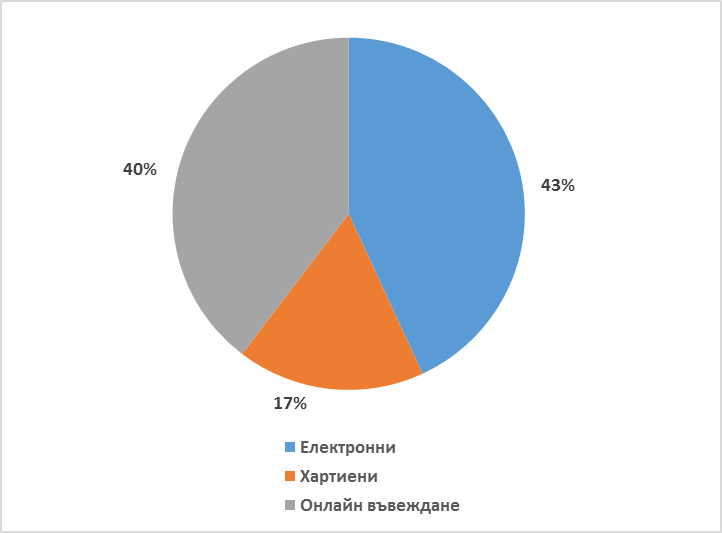 40%
43%
17%
Електронни
Хартиени
Онлайн въвеждане